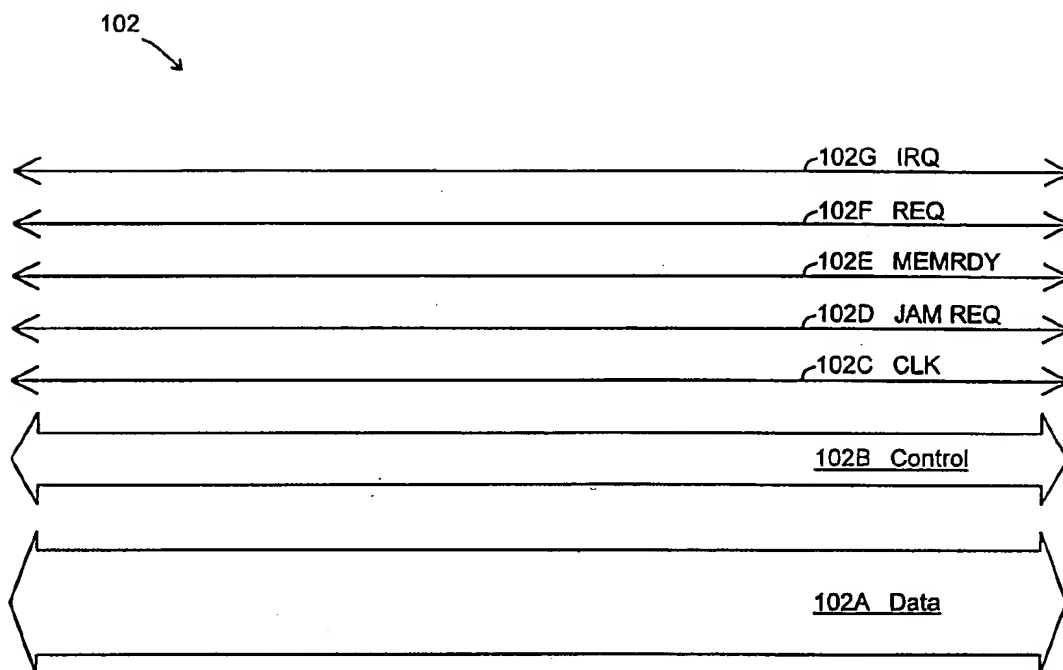 102
102G IRQ
102F REQ
102E MEMRDY
102D JAM REQ
102C CLK
102B Control
102A Data